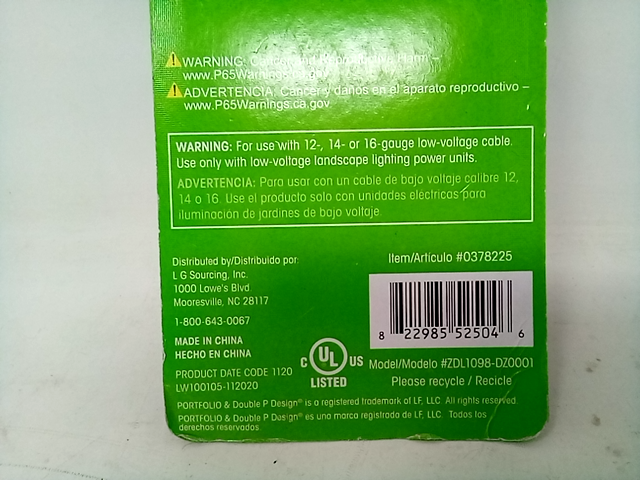 WARNING: Cancer and Reproductive Harm –
www.P65Warnings.ca.gov
ADVERTENCIA: Cáncer y daños en el aparato reproductivo –
www.P65Warnings.ca.gov
WARNING: For use with 12-, 14- or 16-gauge low-voltage cable.
Use only with low-voltage landscape lighting power units.
ADVERTENCIA: Para usar con un cable de bajo voltaje calibre 12,
14 o 16. Use el producto solo con unidades eléctricas para
iluminación de jardines de bajo voltaje.
Distributed by/Distribuido por:
L G Sourcing, Inc.
1000 Lowe's Blvd
Mooresville, NC 28117
1-800-643-0067
MADE IN CHINA
HECHO EN CHINA
PRODUCT DATE CODE 1120
LW100105-112020
Item/Artículo #0378225
8 22985 52504 6
C UL US
LISTED
Model/Modelo #ZDL1098-DZ0001
Please recycle / Recicle
PORTFOLIO & Double P Design® is a registered trademark of LF, LLC. All rights reserved.
PORTFOLIO & Double P Design® es una marca registrada de LF, LLC. Todos los
derechos reservados.